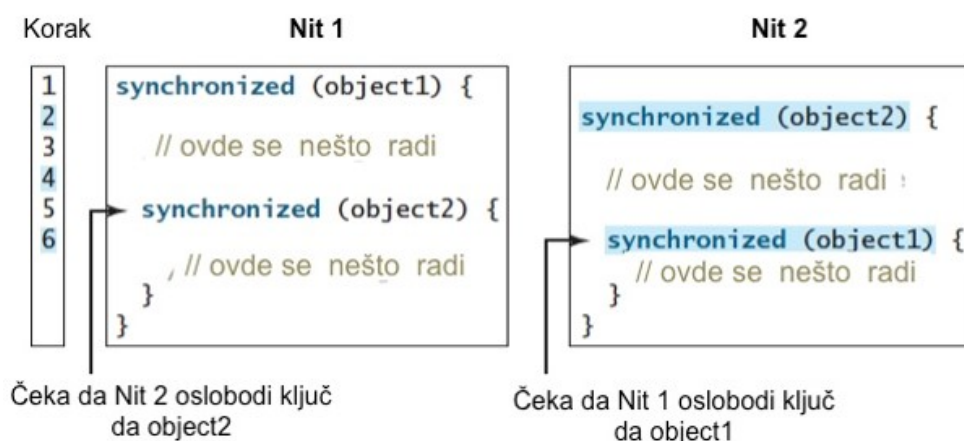 Korak
Nit 1
Nit 2
1
2
3
4
5
6
synchronized (object1) {
// ovde se nešto radi
synchronized (object2) {
// ovde se nešto radi
}
}
synchronized (object2) {
// ovde se nešto radi
synchronized (object1) {
// ovde se nešto radi
}
}
Čeka da Nit 2 oslobodi ključ
da object2
Čeka da Nit 1 oslobodi ključ
da object1